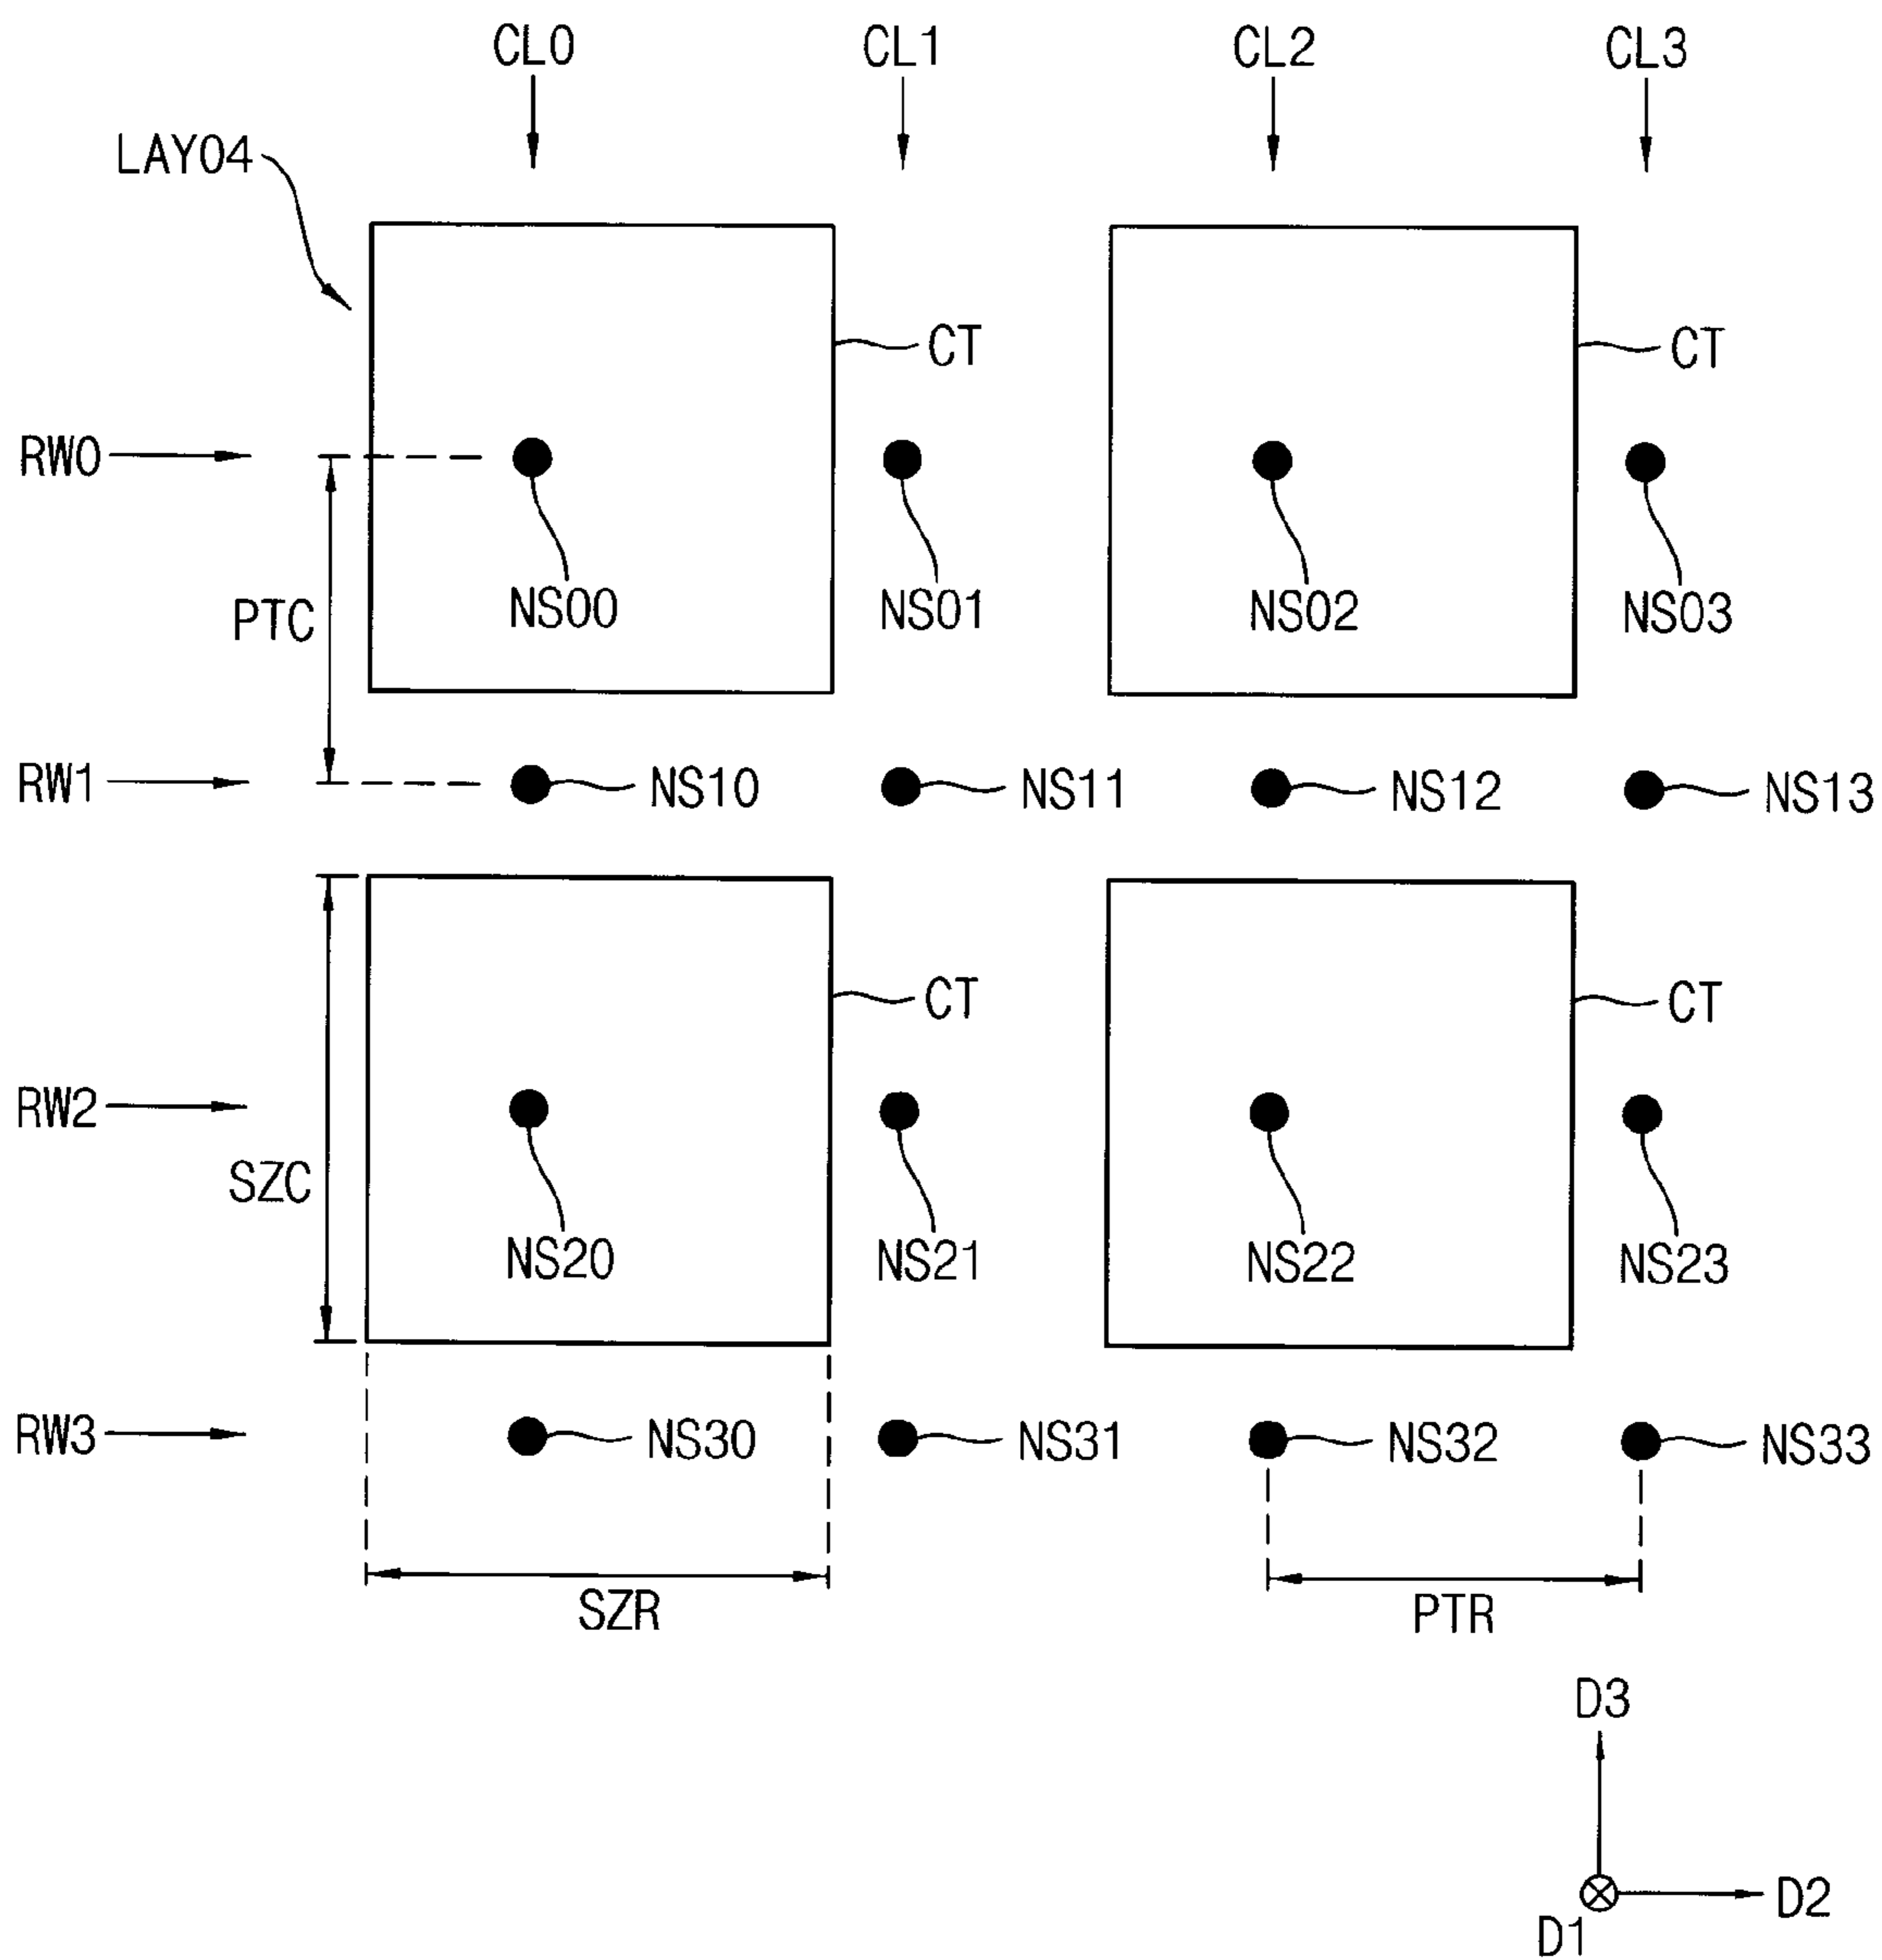 CL0 CL1 CL2 CL3
LAY04
CT CT
RW0
PTC NS00 NS01 NS02 NS03
RW1 NS10 NS11 NS12 NS13
CT CT
RW2
SZC NS20 NS21 NS22 NS23
RW3 NS30 NS31 NS32 NS33
SZR PTR
D3
D2
D1